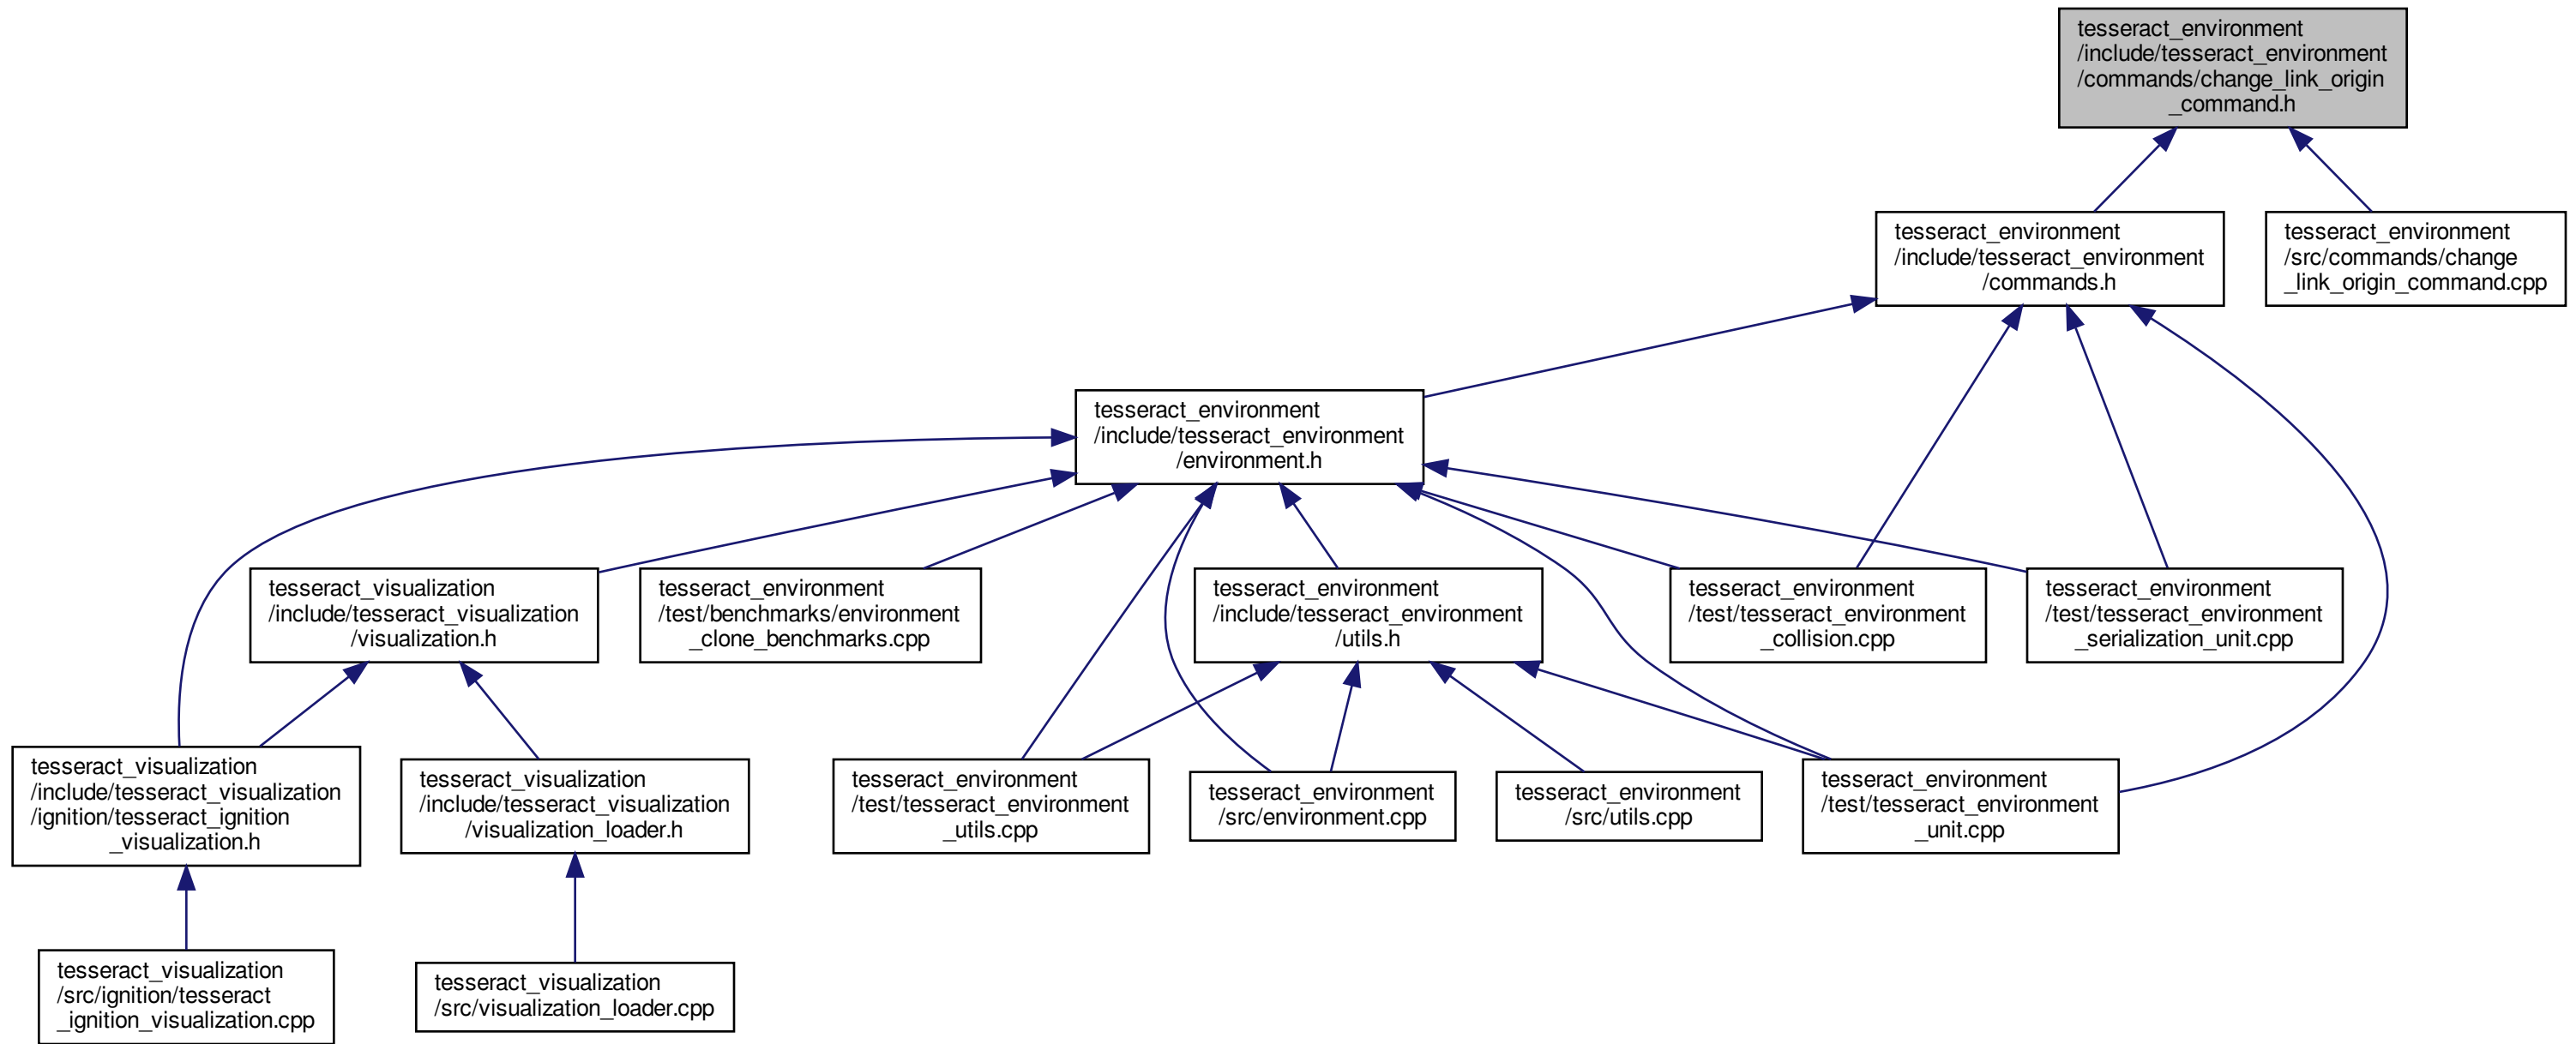 tesseract_environment
/include/tesseract_environment
/commands/change_link_origin
_command.h
tesseract_environment
/include/tesseract_environment
/commands.h
tesseract_environment
/src/commands/change
_link_origin_command.cpp
tesseract_environment
/include/tesseract_environment
/environment.h
tesseract_visualization
/include/tesseract_visualization
/visualization.h
tesseract_environment
/test/benchmarks/environment
_clone_benchmarks.cpp
tesseract_environment
/include/tesseract_environment
/utils.h
tesseract_environment
/test/tesseract_environment
_collision.cpp
tesseract_environment
/test/tesseract_environment
_serialization_unit.cpp
tesseract_visualization
/include/tesseract_visualization
/ignition/tesseract_ignition
_visualization.h
tesseract_visualization
/include/tesseract_visualization
/visualization_loader.h
tesseract_environment
/test/tesseract_environment
_utils.cpp
tesseract_environment
/src/environment.cpp
tesseract_environment
/src/utils.cpp
tesseract_environment
/test/tesseract_environment
_unit.cpp
tesseract_visualization
/src/ignition/tesseract
_ignition_visualization.cpp
tesseract_visualization
/src/visualization_loader.cpp